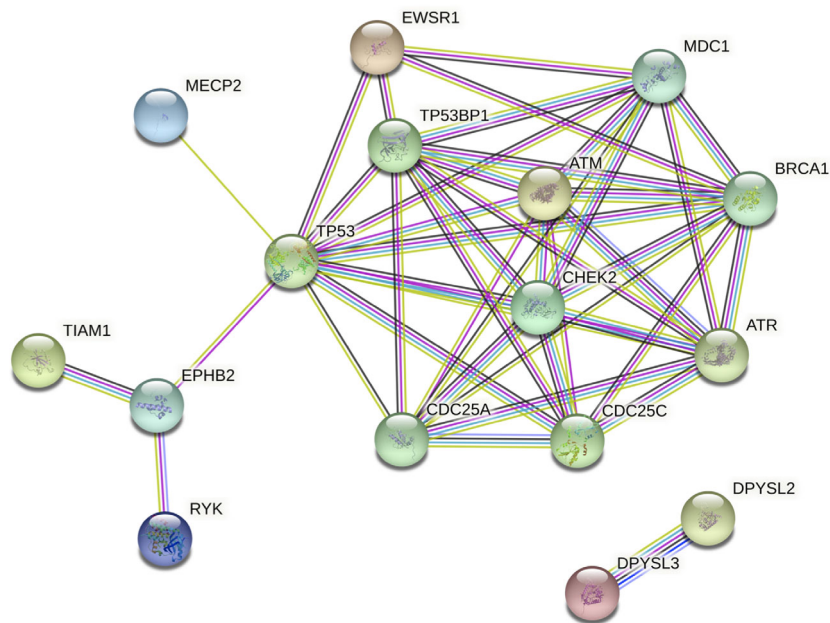 EWSR1
MDC1
MECP2
TP53BP1
ATM
BRCA1
TP53
CHEK2
TIAM1
ATR
EPHB2
CDC25A
CDC25C
DPYSL2
RYK
DPYSL3